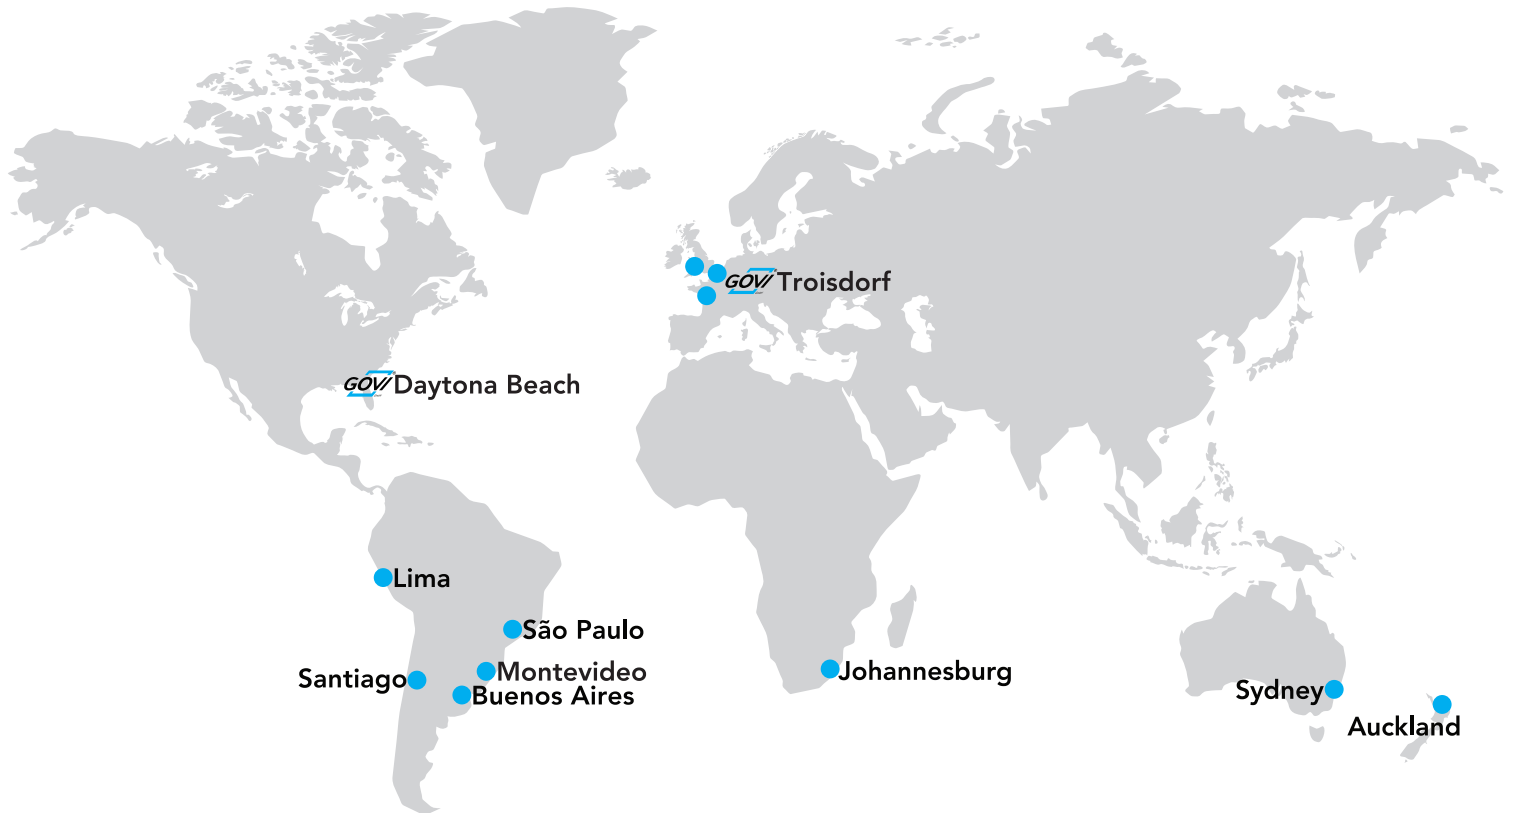 GOVI Troisdorf
GOVI Daytona Beach
Lima
São Paulo
Montevideo
Santiago
Buenos Aires
Johannesburg
Sydney
Auckland